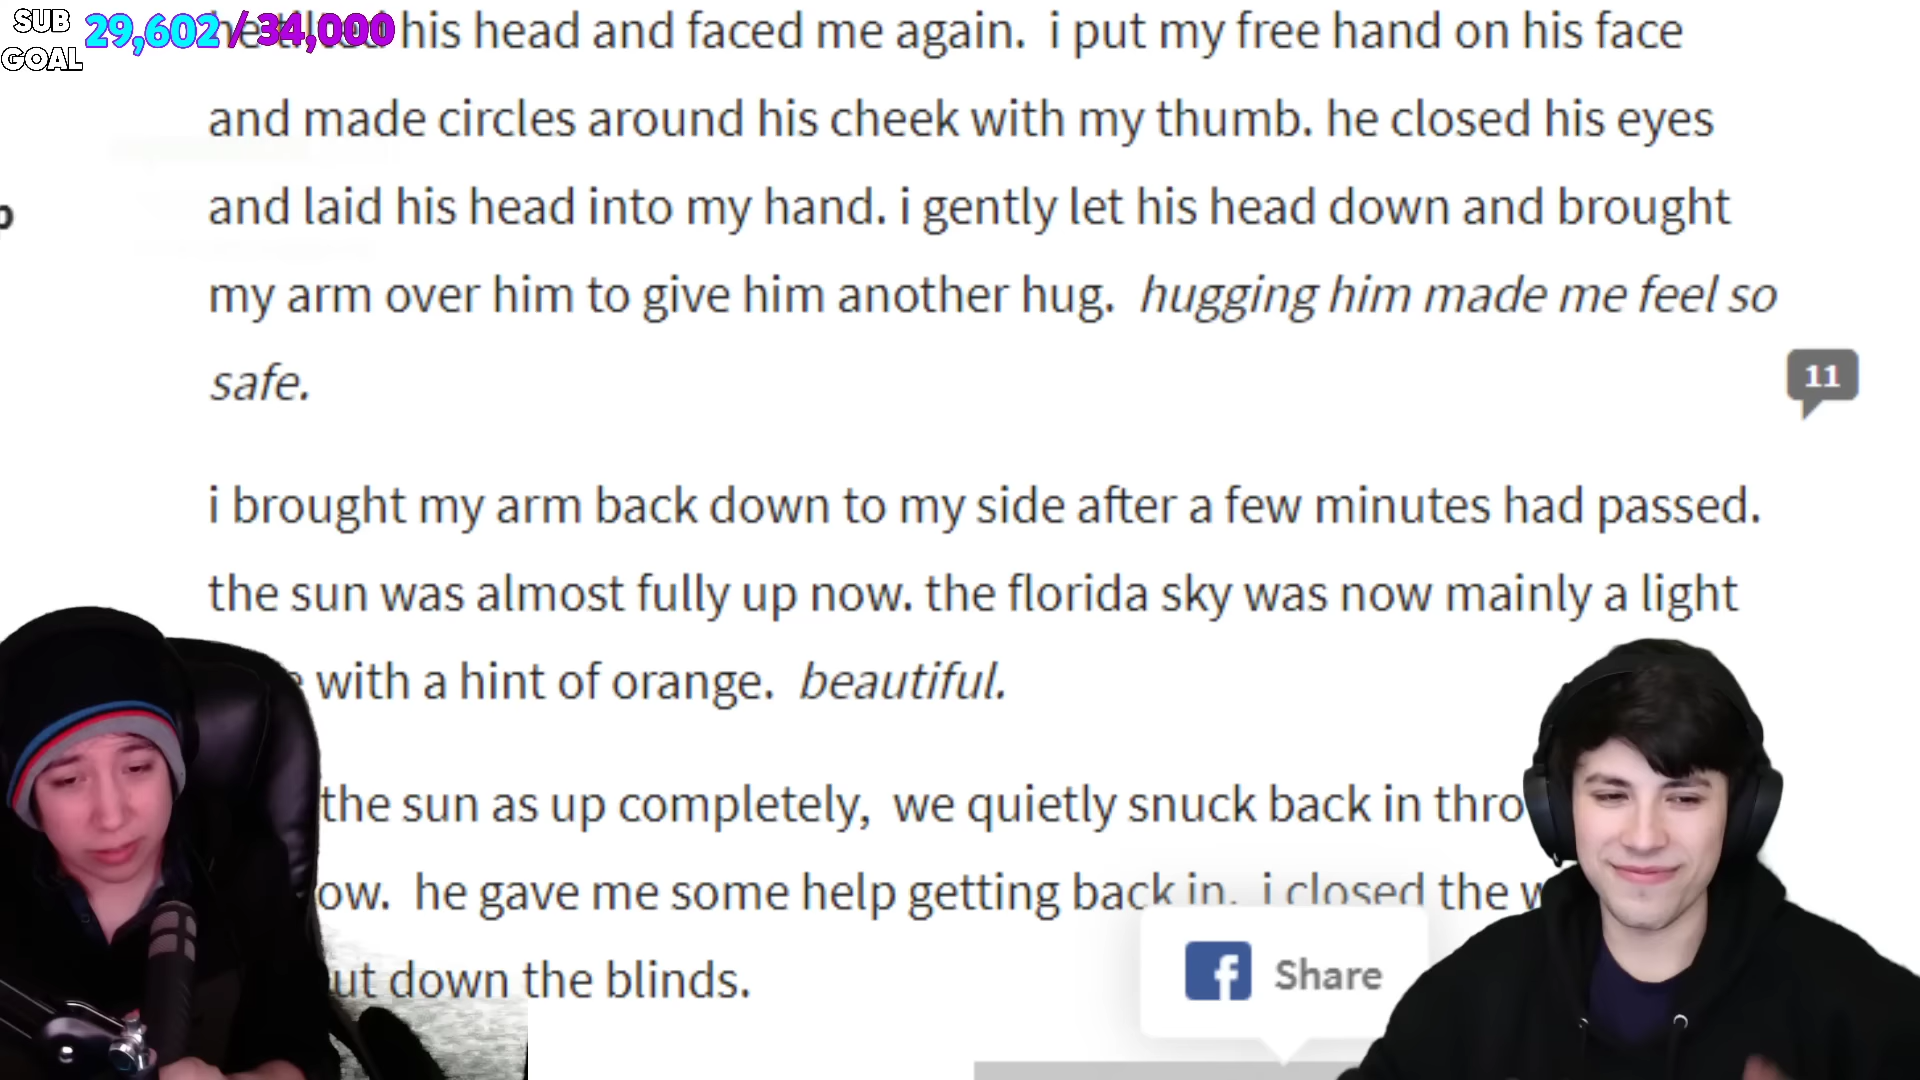 SUB
GOAL
29,602/34,000
his head and faced me again. i put my free hand on his face
and made circles around his cheek with my thumb. he closed his eyes
and laid his head into my hand. i gently let his head down and brought
my arm over him to give him another hug. hugging him made me feel so
safe.
11
i brought my arm back down to my side after a few minutes had passed.
the sun was almost fully up now. the florida sky was now mainly a light
with a hint of orange. beautiful.
the sun as up completely, we quietly snuck back in thro
ow. he gave me some help getting back in. i closed the w
ut down the blinds.
f Share